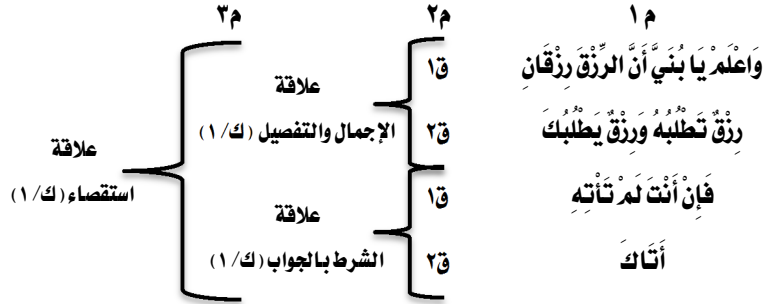 م١ م٢ م٣
وَاعْلَمْ يَا بُنَيَّ أَنَّ الرِّزْقَ رِزْقَانِ ق١
علاقة
رِزْقٌ تَطْلُبُهُ وَرِزْقٌ يَطْلُبُكَ ق٢ الإجمال والتفصيل (ك/١)
علاقة
فَإِنْ أَنْتَ لَمْ تَأْتِهِ ق١ استقصاء (ك/١)
علاقة
أَتَاكَ ق٢ الشرط بالجواب (ك/١)